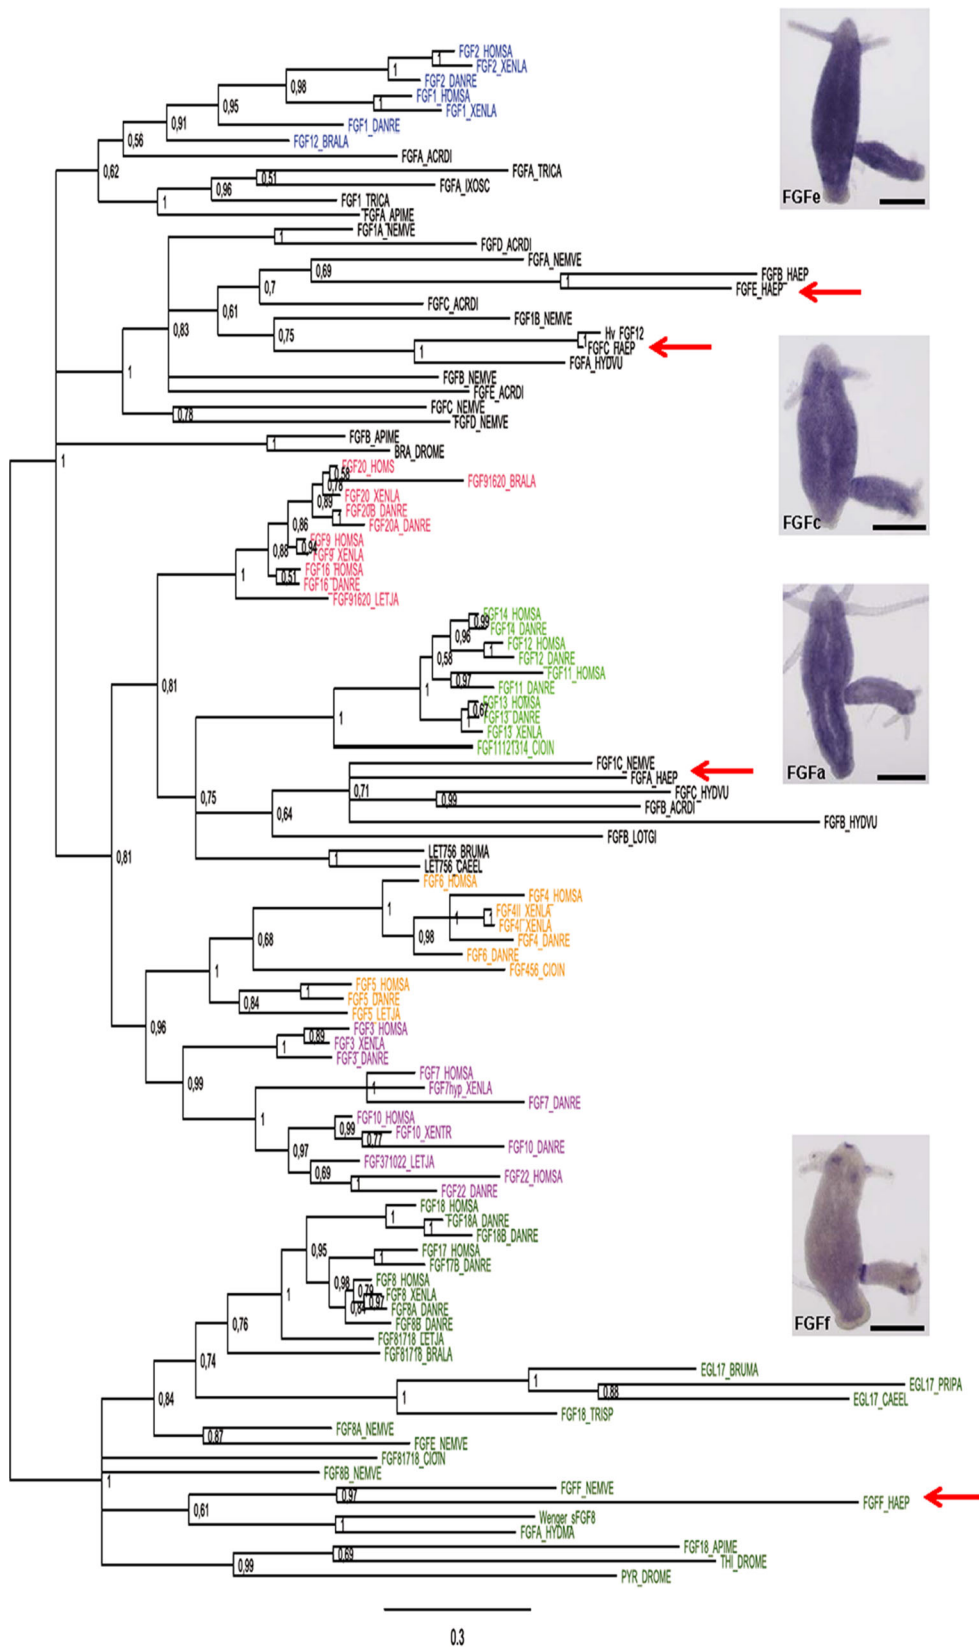 FGF2_HOMSA
1
FGF2_XENLA
1
FGF2_DANRE
0,98
FGF1_HOMSA
0,95
1
FGF1_XENLA
0,91
FGF1_DANRE
0,56
FGF12_BRALA
FGFA_ACRDI
0,62
FGFA_TRICA
0,51
0,96
FGFA_IXOSC
1
FGF1_TRICA
FGFA_APIME
FGFe
FGF1A_NEMVE
1
FGFD_ACRDI
FGFA_NEMVE
0,69
FGFB_HAEP
1
FGFE_HAEP
0,7
FGFC_ACRDI
0,61
FGF1B_NEMVE
0,83
Hv_FGF12
0,75
1
FGFC_HAEP
1
FGFA_HYDVU
1
FGFB_NEMVE
FGFE_ACRDI
FGFC_NEMVE
0,78
FGFD_NEMVE
FGFc
FGFB_APIME
1
BRA_DROME
1
FGF20_HOMS
0,58
FGF91620_BRALA
0,78
FGF20_XENLA
0,89
FGF20B_DANRE
0,86
1
FGF20A_DANRE
FGF9_HOMSA
0,88
0,94
FGF9_XENLA
FGF16_HOMSA
1
0,51
FGF16_DANRE
FGF91620_LETJA
FGF14_HOMSA
0,99
FGF14_DANRE
0,96
FGF12_HOMSA
1
0,58
FGF12_DANRE
FGF11_HOMSA
0,81
1
0,97
FGF11_DANRE
FGF13_HOMSA
0,67
1
1
FGF13_DANRE
FGF13_XENLA
FGF11121314_CIOIN
FGF1C_NEMVE
FGFA_HAEP
FGFa
0,71
FGFC_HYDVU
0,75
0,99
0,64
FGFB_ACRDI
FGFB_HYDVU
FGFB_LOTGI
0,81
LET756_BRUMA
1
LET756_CAEEL
FGF6_HOMSA
FGF4_HOMSA
1
FGF4II_XENLA
1
1
FGF4I_XENLA
0,98
FGF4_DANRE
0,68
FGF6_DANRE
FGF456_CIOIN
1
FGF5_HOMSA
1
0,84
FGF5_DANRE
FGF5_LETJA
0,96
FGF3_HOMSA
0,89
1
FGF3_XENLA
FGF3_DANRE
0,99
FGF7_HOMSA
1
FGF7hyp_XENLA
FGF7_DANRE
1
FGF10_HOMSA
0,99
FGF10_XENTR
0,77
0,97
FGF10_DANRE
FGF371022_LETJA
0,69
FGF22_HOMSA
1
FGF22_DANRE
FGF18_HOMSA
1
FGF18A_DANRE
1
FGF18B_DANRE
0,95
FGF17_HOMSA
1
FGF17B_DANRE
0,98
FGF8_HOMSA
1
0,79
FGF8_XENLA
0,97
0,84
FGF8A_DANRE
0,76
FGF8B_DANRE
FGFf
FGF81718_LETJA
FGF81718_BRALA
0,74
EGL17_BRUMA
1
EGL17_PRIPA
0,88
0,84
1
EGL17_CAEEL
FGF18_TRISP
FGF8A_NEMVE
0,87
FGFE_NEMVE
FGF81718_CIOIN
1
FGF8B_NEMVE
FGFF_NEMVE
0,97
FGFF_HAEP
0,61
Wenger_sFGF8
1
FGFA_HYDMA
FGF18_APIME
0,69
0,99
THI_DROME
PYR_DROME
0.3